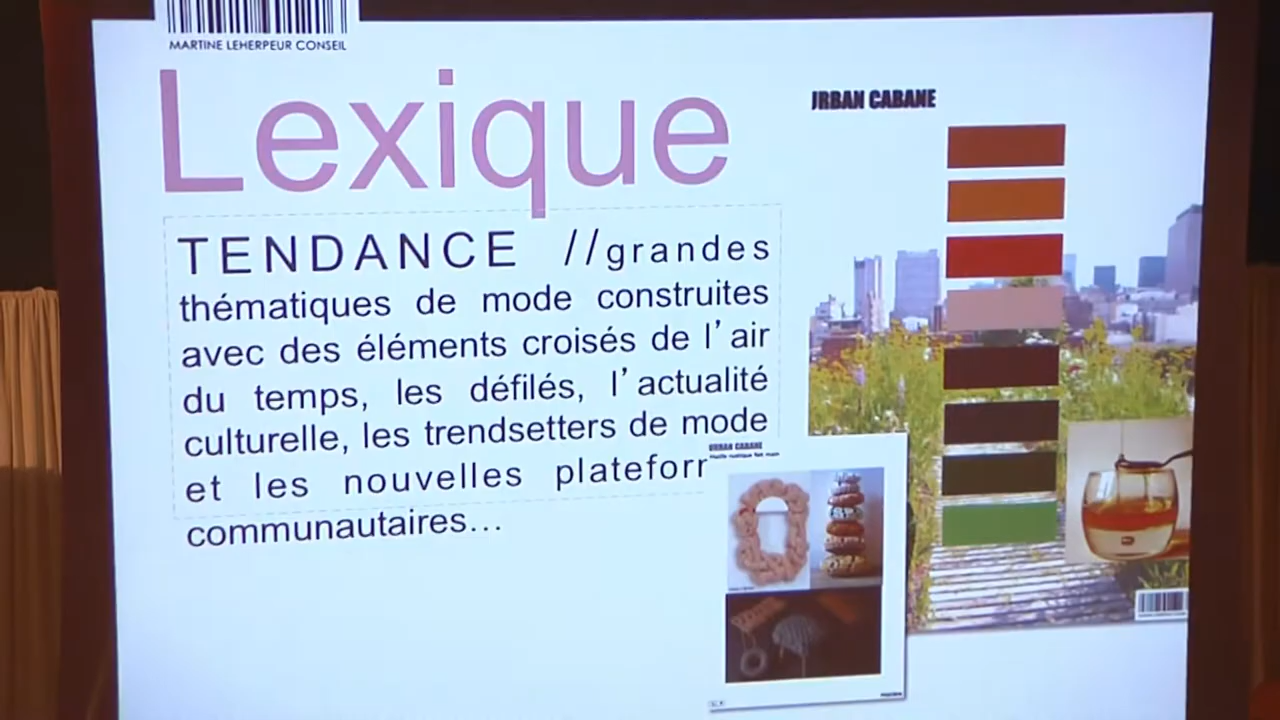 MARTINE LEHERPEUR CONSEIL
Lexique
TENDANCE //grandes
thématiques de mode construites
avec des éléments croisés de l'air
du temps, les défilés, l'actualité
culturelle, les trendsetters de mode
et les nouvelles plateforr
communautaires…
URBAN CABANE
URBAN CABANE